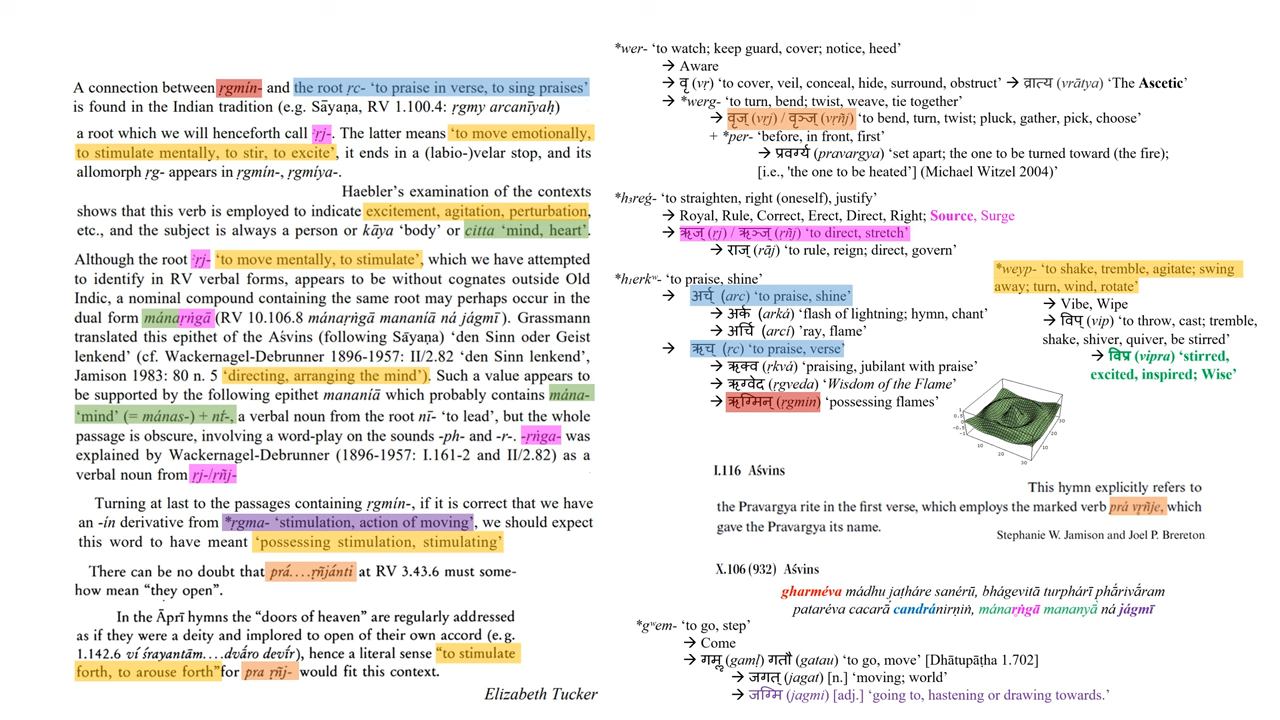 A connection between ṛgmín- and the root ṛc- ‘to praise in verse, to sing praises’
is found in the Indian tradition (e.g. Sāyaṇa, RV 1.100.4: ṛgmy arcanīyaḥ)
a root which we will henceforth call ²ṛj-. The latter means ‘to move emotionally,
to stimulate mentally, to stir, to excite’, it ends in a (labio-)velar stop, and its
allomorph ṛg- appears in ṛgmín-, ṛgmíya-.
Haebler’s examination of the contexts
shows that this verb is employed to indicate excitement, agitation, perturbation,
etc., and the subject is always a person or kāya ‘body’ or citta ‘mind, heart’.
Although the root ²ṛj- ‘to move mentally, to stimulate’, which we have attempted
to identify in RV verbal forms, appears to be without cognates outside Old
Indic, a nominal compound containing the same root may perhaps occur in the
dual form mánaṛṅgā (RV 10.106.8 mánaṛṅgā mananíā ná jágmī). Grassmann
translated this epithet of the Aśvins (following Sāyaṇa) ‘den Sinn oder Geist
lenkend’ (cf. Wackernagel-Debrunner 1896-1957: II/2.82 ‘den Sinn lenkend’,
Jamison 1983: 80 n. 5 ‘directing, arranging the mind’). Such a value appears to
be supported by the following epithet mananíā which probably contains mána-
‘mind’ (= mánas-) + nī́-, a verbal noun from the root nī- ‘to lead’, but the whole
passage is obscure, involving a word-play on the sounds -ph- and -r-. -ṛṅga- was
explained by Wackernagel-Debrunner (1896-1957: I.161-2 and II/2.82) as a
verbal noun from ṛj-/ṛñj-
Turning at last to the passages containing ṛgmín-, if it is correct that we have
an -ín derivative from *ṛgma- ‘stimulation, action of moving’, we should expect
this word to have meant ‘possessing stimulation, stimulating’
There can be no doubt that prá....ṛñjánti at RV 3.43.6 must some-
how mean “they open”.
In the Āprī hymns the “doors of heaven” are regularly addressed
as if they were a deity and implored to open of their own accord (e.g.
1.142.6 ví śrayantām....dvā́ro devī́r), hence a literal sense “to stimulate
forth, to arouse forth”for pra ṛñj- would fit this context.
Elizabeth Tucker
*wer- ‘to watch; keep guard, cover; notice, heed’
→ Aware
→ वृ (vṛ) ‘to cover, veil, conceal, hide, surround, obstruct’ → व्रात्य (vrātya) ‘The Ascetic’
→ *werg- ‘to turn, bend; twist, weave, tie together’
→ वृज् (vṛj) / वृञ्ज् (vṛñj) ‘to bend, turn, twist; pluck, gather, pick, choose’
+ *per- ‘before, in front, first’
→ प्रवर्ग्य (pravargya) ‘set apart; the one to be turned toward (the fire);
[i.e., 'the one to be heated’] (Michael Witzel 2004)’
*h₃reǵ- ‘to straighten, right (oneself), justify’
→ Royal, Rule, Correct, Erect, Direct, Right; Source, Surge
→ ऋज् (ṛj) / ऋञ्ज् (ṛñj) ‘to direct, stretch’
→ राज् (rāj) ‘to rule, reign; direct, govern’
*h₁erkʷ- ‘to praise, shine’
→ अर्च् (arc) ‘to praise, shine’
→ अर्क (arká) ‘flash of lightning; hymn, chant’
→ अर्चि (arcí) ’ray, flame’
→ ऋच् (ṛc) ‘to praise, verse’
→ ऋक्व (ṛkvá) ‘praising, jubilant with praise’
→ ऋग्वेद (ṛgveda) ‘Wisdom of the Flame’
→ ऋग्मिन् (ṛgmin) ‘possessing flames’
*weyp- ‘to shake, tremble, agitate; swing
away; turn, wind, rotate’
→ Vibe, Wipe
→ विप् (vip) ‘to throw, cast; tremble,
shake, shiver, quiver, be stirred’
→ विप्र (vipra) ‘stirred,
excited, inspired; Wise’
1
0.5
0
-0.5
-1
10
20
30
10
20
30
I.116 Aśvins
This hymn explicitly refers to
the Pravargya rite in the first verse, which employs the marked verb prá vṛñje, which
gave the Pravargya its name.
Stephanie W. Jamison and Joel P. Brereton
X.106 (932) Aśvins
gharméva mádhu jaṭháre sanérū, bhágevitā turphárī phā́rivā́ram
pataréva cacarā́ candránirṇiṅ, mánaṛṅgā mananyā̀ ná jágmī
*gʷem- ‘to go, step’
→ Come
→ गमॢ (gamḷ) गतौ (gatau) ‘to go, move’ [Dhātupāṭha 1.702]
→ जगत् (jagat) [n.] ‘moving; world’
→ जग्मि (jagmi) [adj.] ‘going to, hastening or drawing towards.’